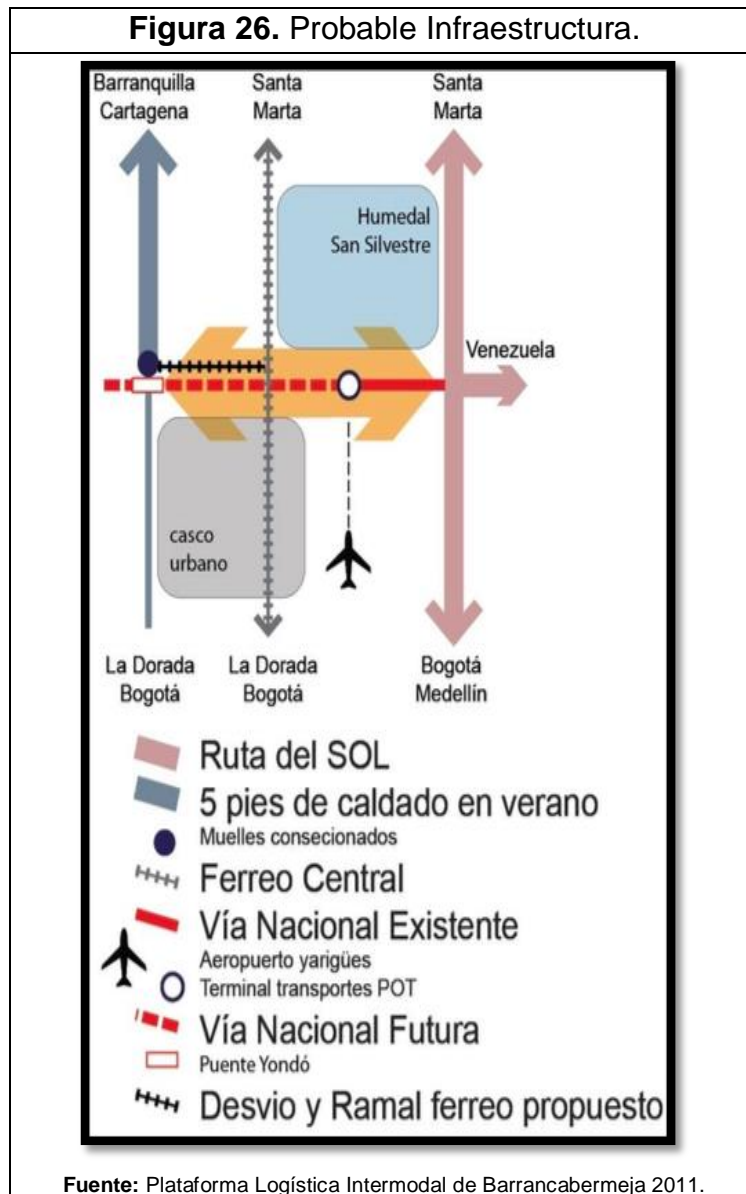 Figura 26. Probable Infraestructura.
Barranquilla
Cartagena
Santa
Marta
Santa
Marta
Humedal
San Silvestre
Venezuela
casco
urbano
La Dorada
Bogotá
La Dorada
Bogotá
Bogotá
Medellín
Ruta del SOL
5 pies de caldado en verano
Muelles consecionados
Ferreo Central
Vía Nacional Existente
Aeropuerto yarigües
Terminal transportes POT
Vía Nacional Futura
Puente Yondó
Desvio y Ramal ferreo propuesto
Fuente: Plataforma Logística Intermodal de Barrancabermeja 2011.